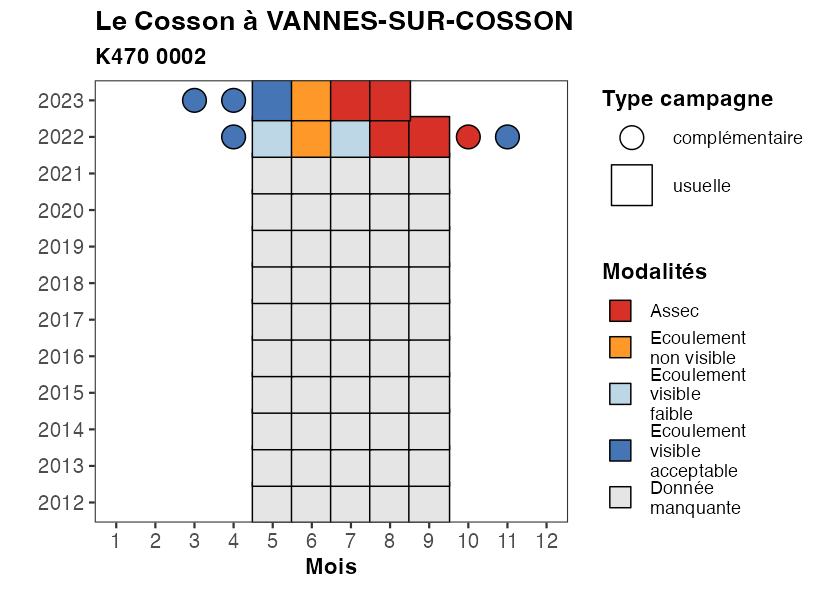 Le Cosson à VANNES-SUR-COSSON
K470 0002
2023
2022
2021
2020
2019
2018
2017
2016
2015
2014
2013
2012
1 2 3 4 5 6 7 8 9 10 11 12
Mois
Type campagne
complémentaire
usuelle
Modalités
Assec
Ecoulement
non visible
Ecoulement
visible
faible
Ecoulement
visible
acceptable
Donnée
manquante